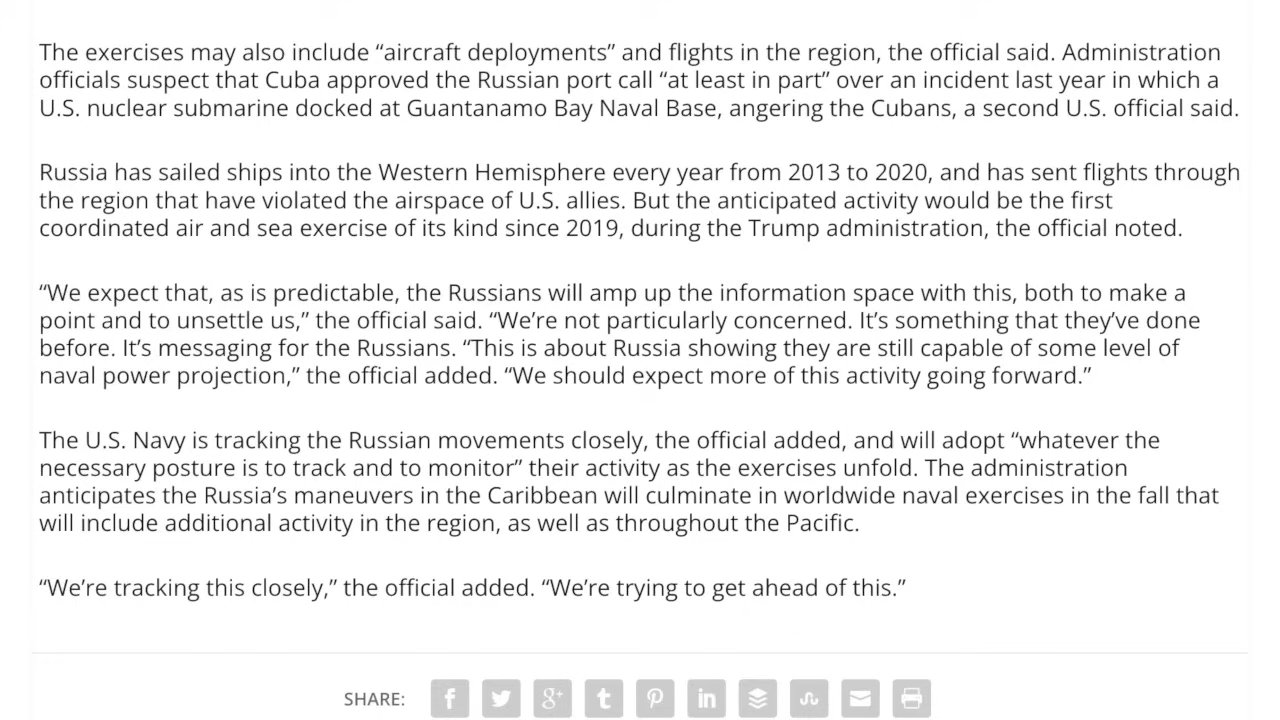 The exercises may also include “aircraft deployments” and flights in the region, the official said. Administration
officials suspect that Cuba approved the Russian port call “at least in part” over an incident last year in which a
U.S. nuclear submarine docked at Guantanamo Bay Naval Base, angering the Cubans, a second U.S. official said.
Russia has sailed ships into the Western Hemisphere every year from 2013 to 2020, and has sent flights through
the region that have violated the airspace of U.S. allies. But the anticipated activity would be the first
coordinated air and sea exercise of its kind since 2019, during the Trump administration, the official noted.
“We expect that, as is predictable, the Russians will amp up the information space with this, both to make a
point and to unsettle us,” the official said. “We’re not particularly concerned. It’s something that they’ve done
before. It’s messaging for the Russians. “This is about Russia showing they are still capable of some level of
naval power projection,” the official added. “We should expect more of this activity going forward.”
The U.S. Navy is tracking the Russian movements closely, the official added, and will adopt “whatever the
necessary posture is to track and to monitor” their activity as the exercises unfold. The administration
anticipates the Russia’s maneuvers in the Caribbean will culminate in worldwide naval exercises in the fall that
will include additional activity in the region, as well as throughout the Pacific.
“We’re tracking this closely,” the official added. “We’re trying to get ahead of this.”
SHARE: